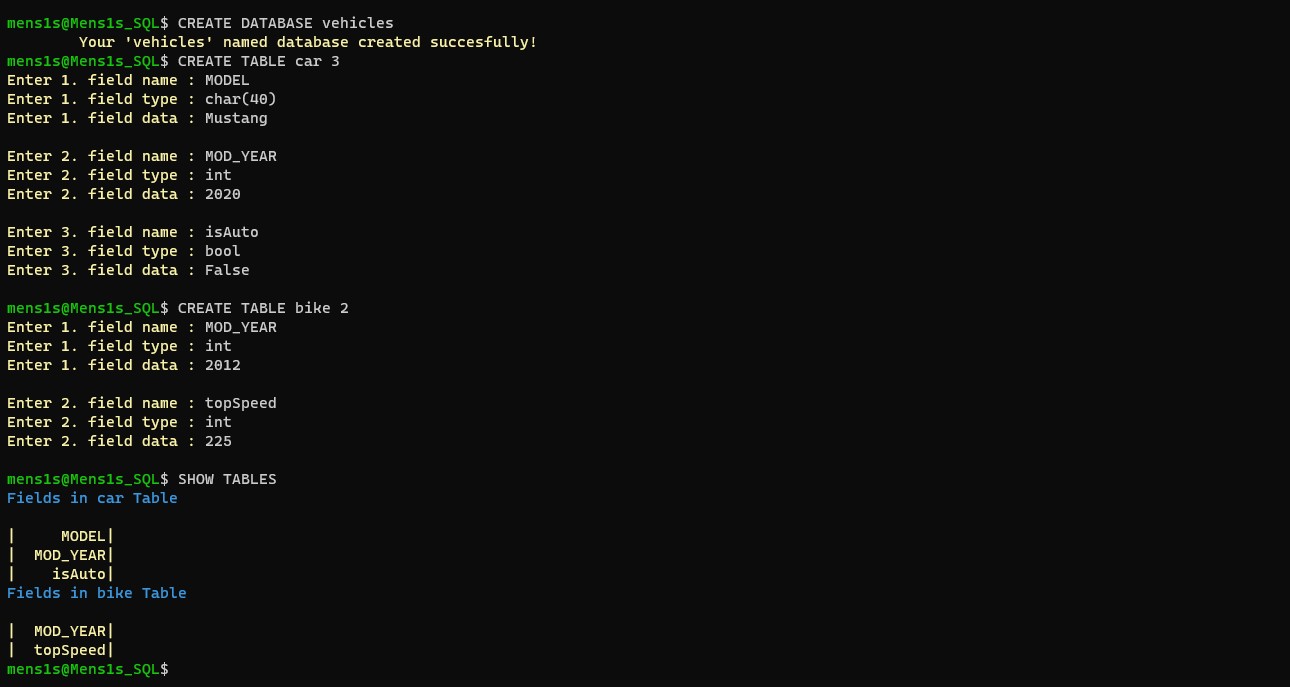 mens1s@Mens1s_SQL$ CREATE DATABASE vehicles
Your 'vehicles' named database created succesfully!
mens1s@Mens1s_SQL$ CREATE TABLE car 3
Enter 1. field name : MODEL
Enter 1. field type : char(40)
Enter 1. field data : Mustang
Enter 2. field name : MOD_YEAR
Enter 2. field type : int
Enter 2. field data : 2020
Enter 3. field name : isAuto
Enter 3. field type : bool
Enter 3. field data : False
mens1s@Mens1s_SQL$ CREATE TABLE bike 2
Enter 1. field name : MOD_YEAR
Enter 1. field type : int
Enter 1. field data : 2012
Enter 2. field name : topSpeed
Enter 2. field type : int
Enter 2. field data : 225
mens1s@Mens1s_SQL$ SHOW TABLES
Fields in car Table
|     MODEL|
|  MOD_YEAR|
|    isAuto|
Fields in bike Table
|  MOD_YEAR|
|  topSpeed|
mens1s@Mens1s_SQL$